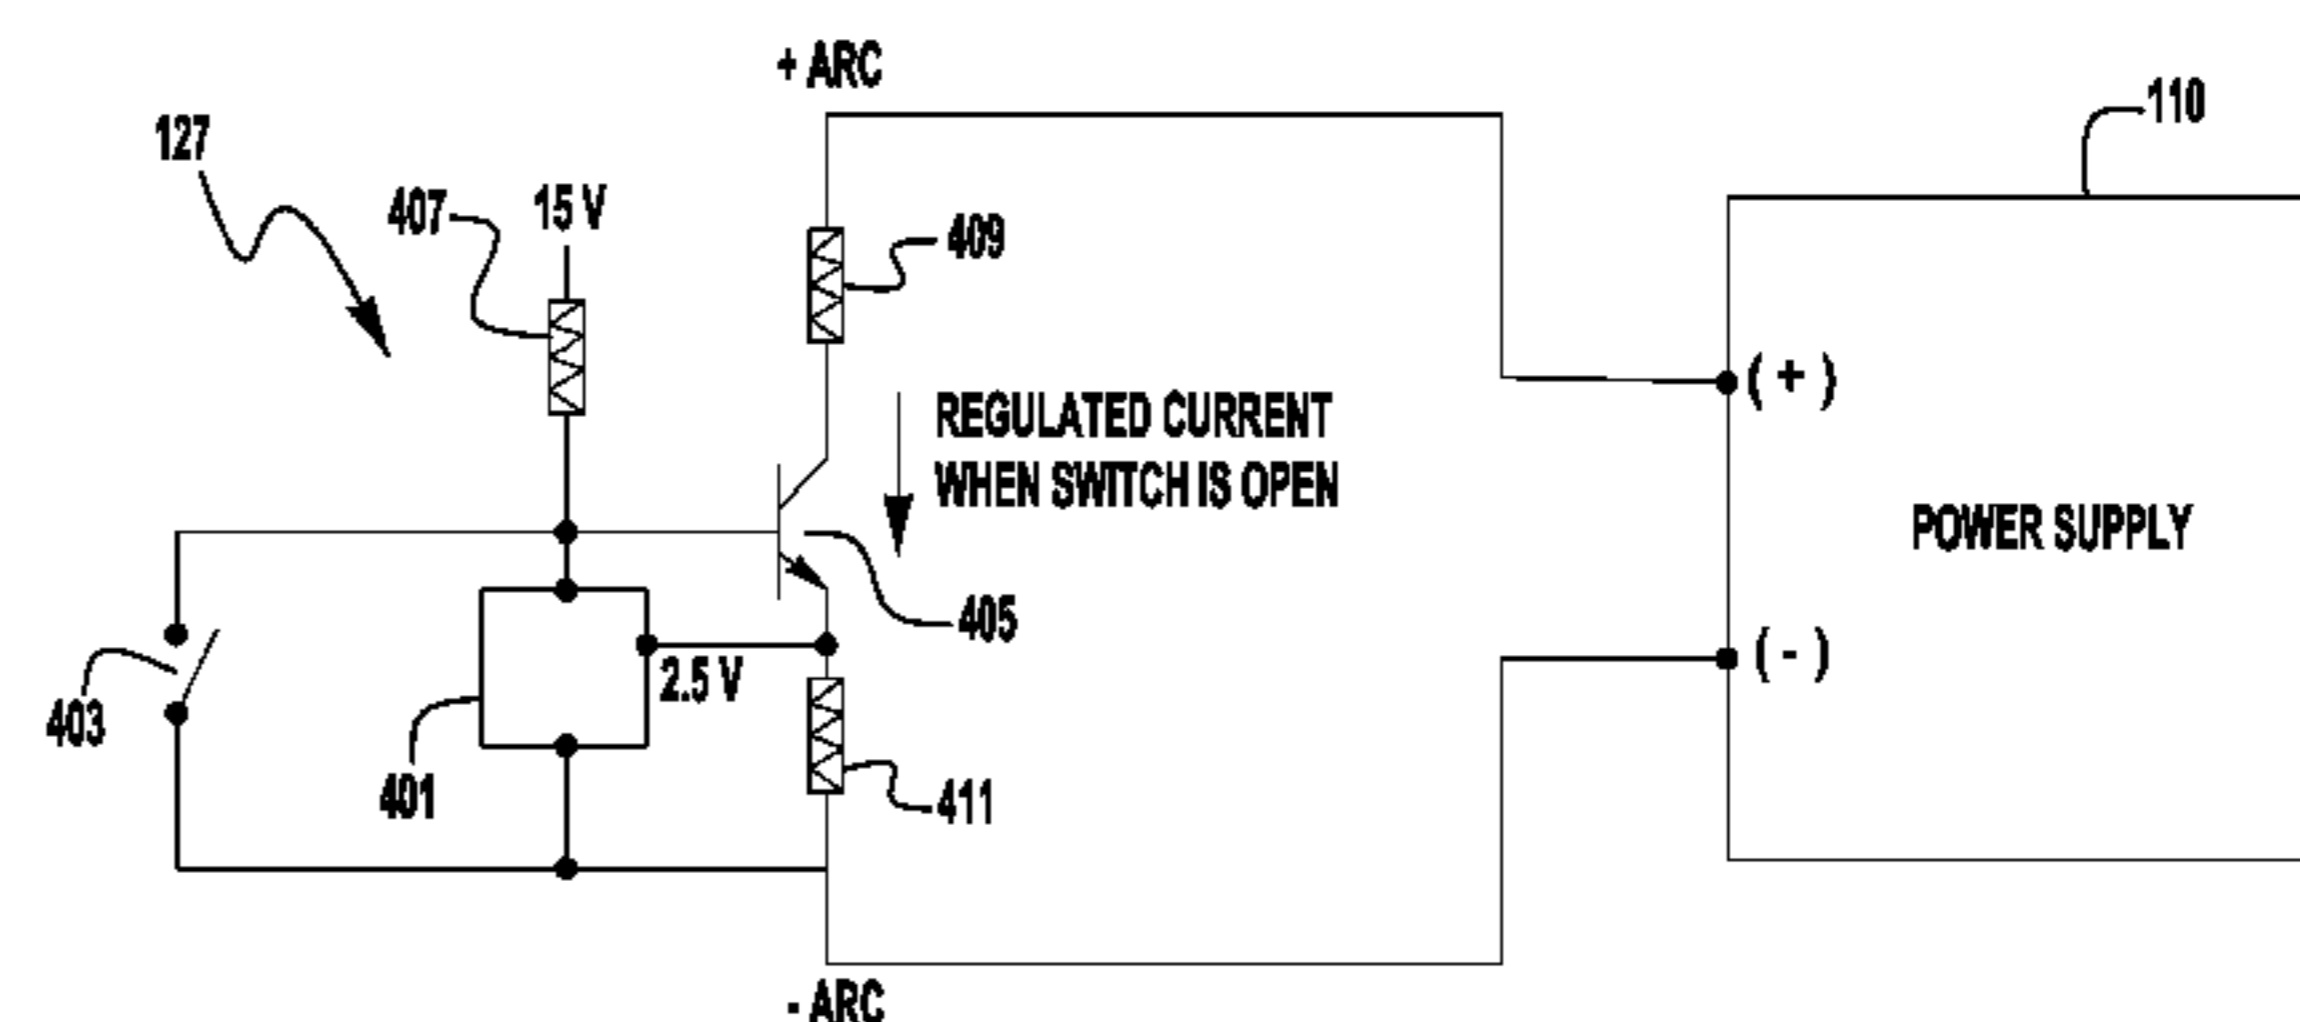 + ARC
110
127
407
15 V
409
( + )
REGULATED CURRENT
WHEN SWITCH IS OPEN
POWER SUPPLY
405
( - )
2.5 V
403
401
411
- ARC